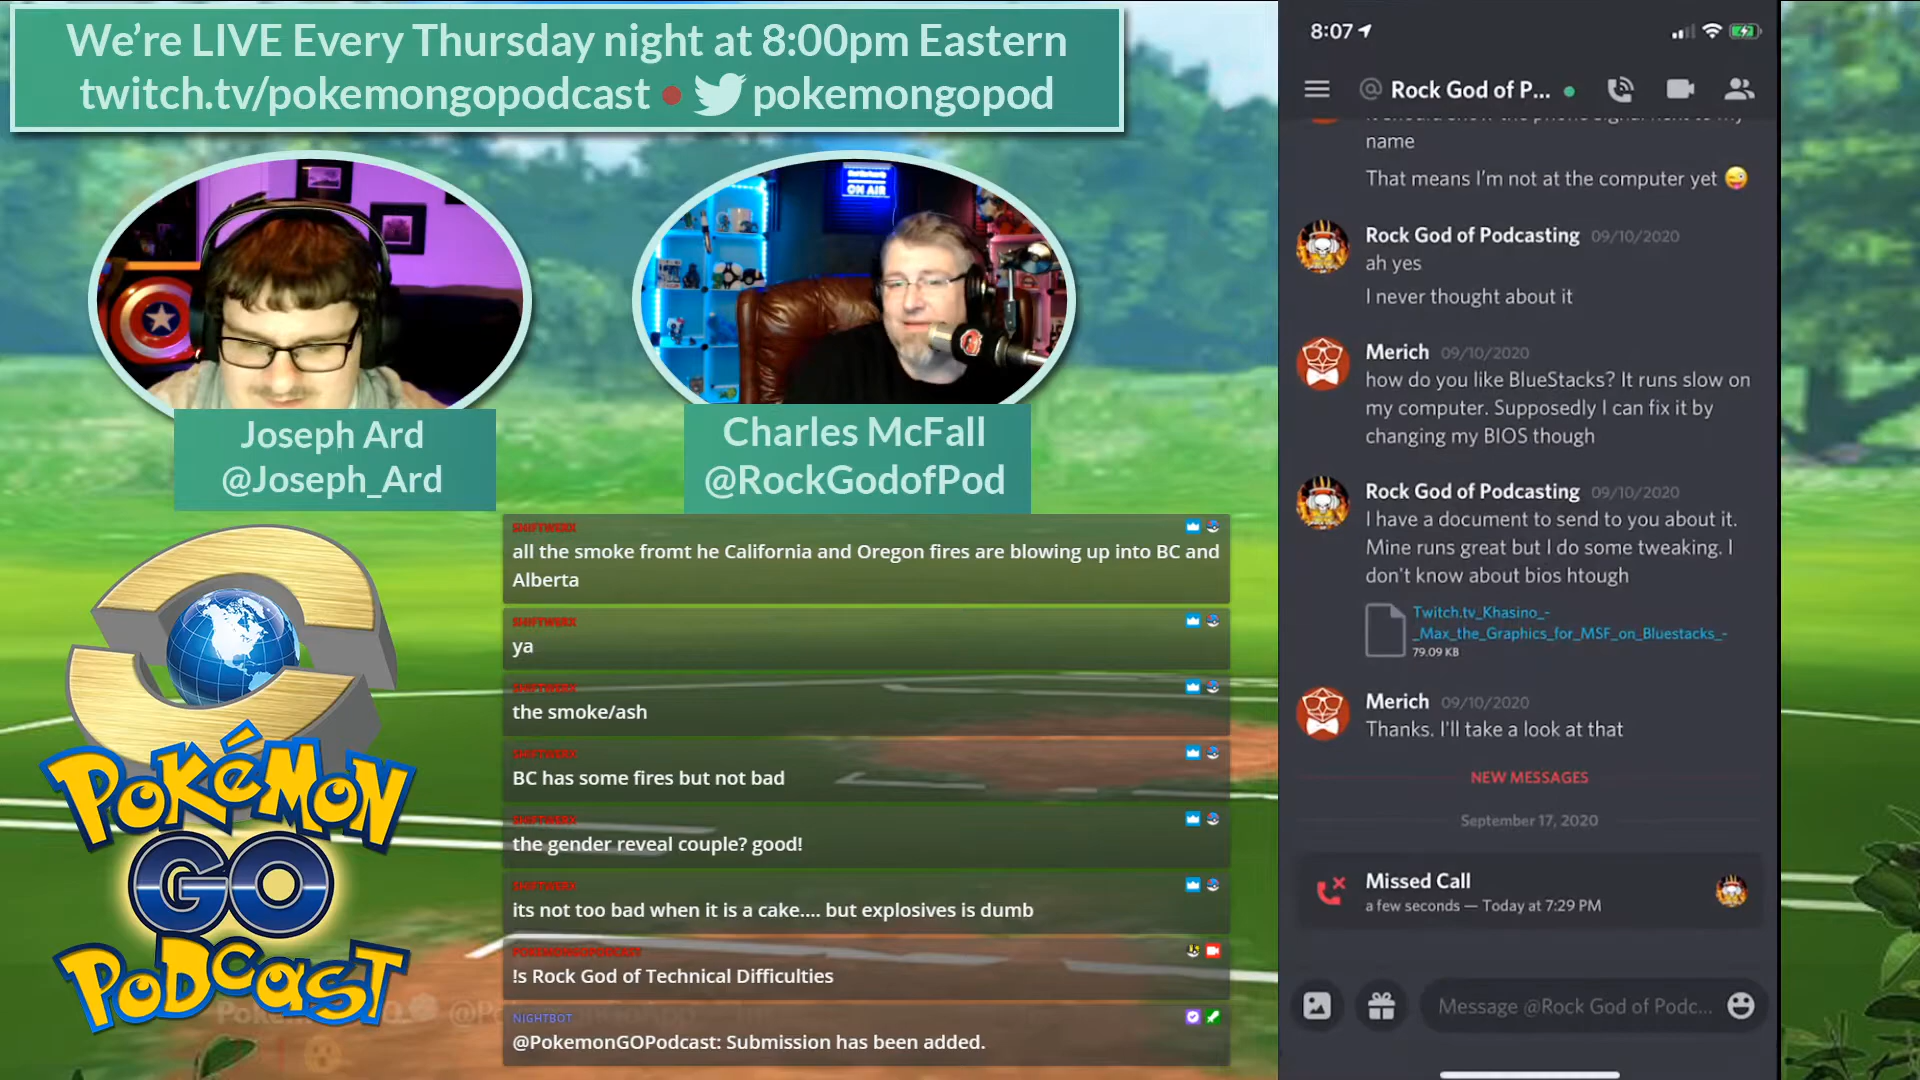 We're LIVE Every Thursday night at 8:00pm Eastern
twitch.tv/pokemongopodcast • pokemongopod
ON AIR
Joseph Ard
@Joseph_Ard
Charles McFall
@RockGodofPod
POKéMON
GO
PODCAST
SHIFTWERX
all the smoke fromt he California and Oregon fires are blowing up into BC and
Alberta
SHIFTWERX
ya
SHIFTWERX
the smoke/ash
SHIFTWERX
BC has some fires but not bad
SHIFTWERX
the gender reveal couple? good!
SHIFTWERX
its not too bad when it is a cake.... but explosives is dumb
POKEMONGOPODCAST
!s Rock God of Technical Difficulties
NIGHTBOT
@PokemonGOPodcast: Submission has been added.
8:07
@ Rock God of P...
name
That means I'm not at the computer yet 😜
Rock God of Podcasting 09/10/2020
ah yes
I never thought about it
Merich 09/10/2020
how do you like BlueStacks? It runs slow on
my computer. Supposedly I can fix it by
changing my BIOS though
Rock God of Podcasting 09/10/2020
I have a document to send to you about it.
Mine runs great but I do some tweaking. I
don't know about bios htough
Twitch.tv_Khasino_-
_Max_the_Graphics_for_MSF_on_Bluestacks_-
79.09 KB
Merich 09/10/2020
Thanks. I'll take a look at that
NEW MESSAGES
September 17, 2020
Missed Call
a few seconds — Today at 7:29 PM
Message @Rock God of Podc...